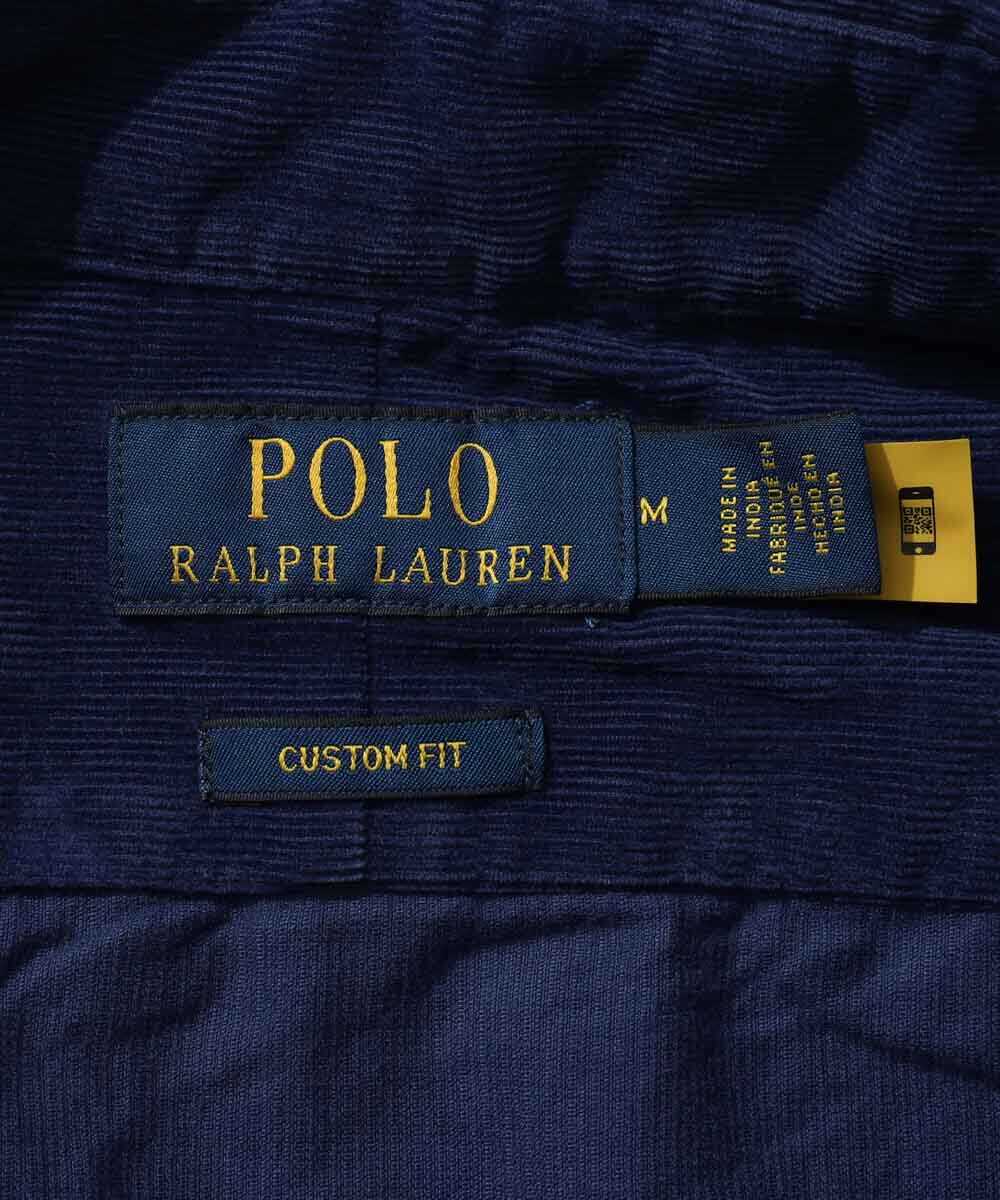 POLO
RALPH LAUREN
M
MADE IN
INDIA
FABRIQUÉ EN
INDE
HECHO EN
INDIA
CUSTOM FIT